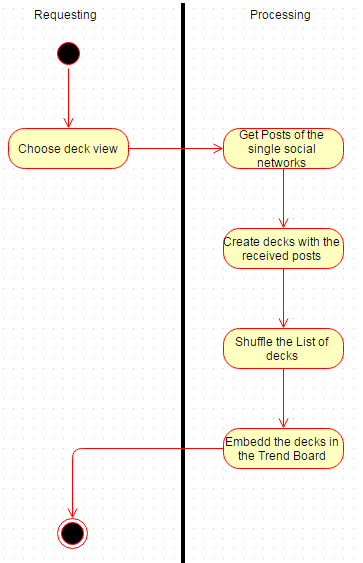 Requesting
Processing
Choose deck view
Get Posts of the
single social
networks
Create decks with the
received posts
Shuffle the List of
decks
Embedd the decks in
the Trend Board